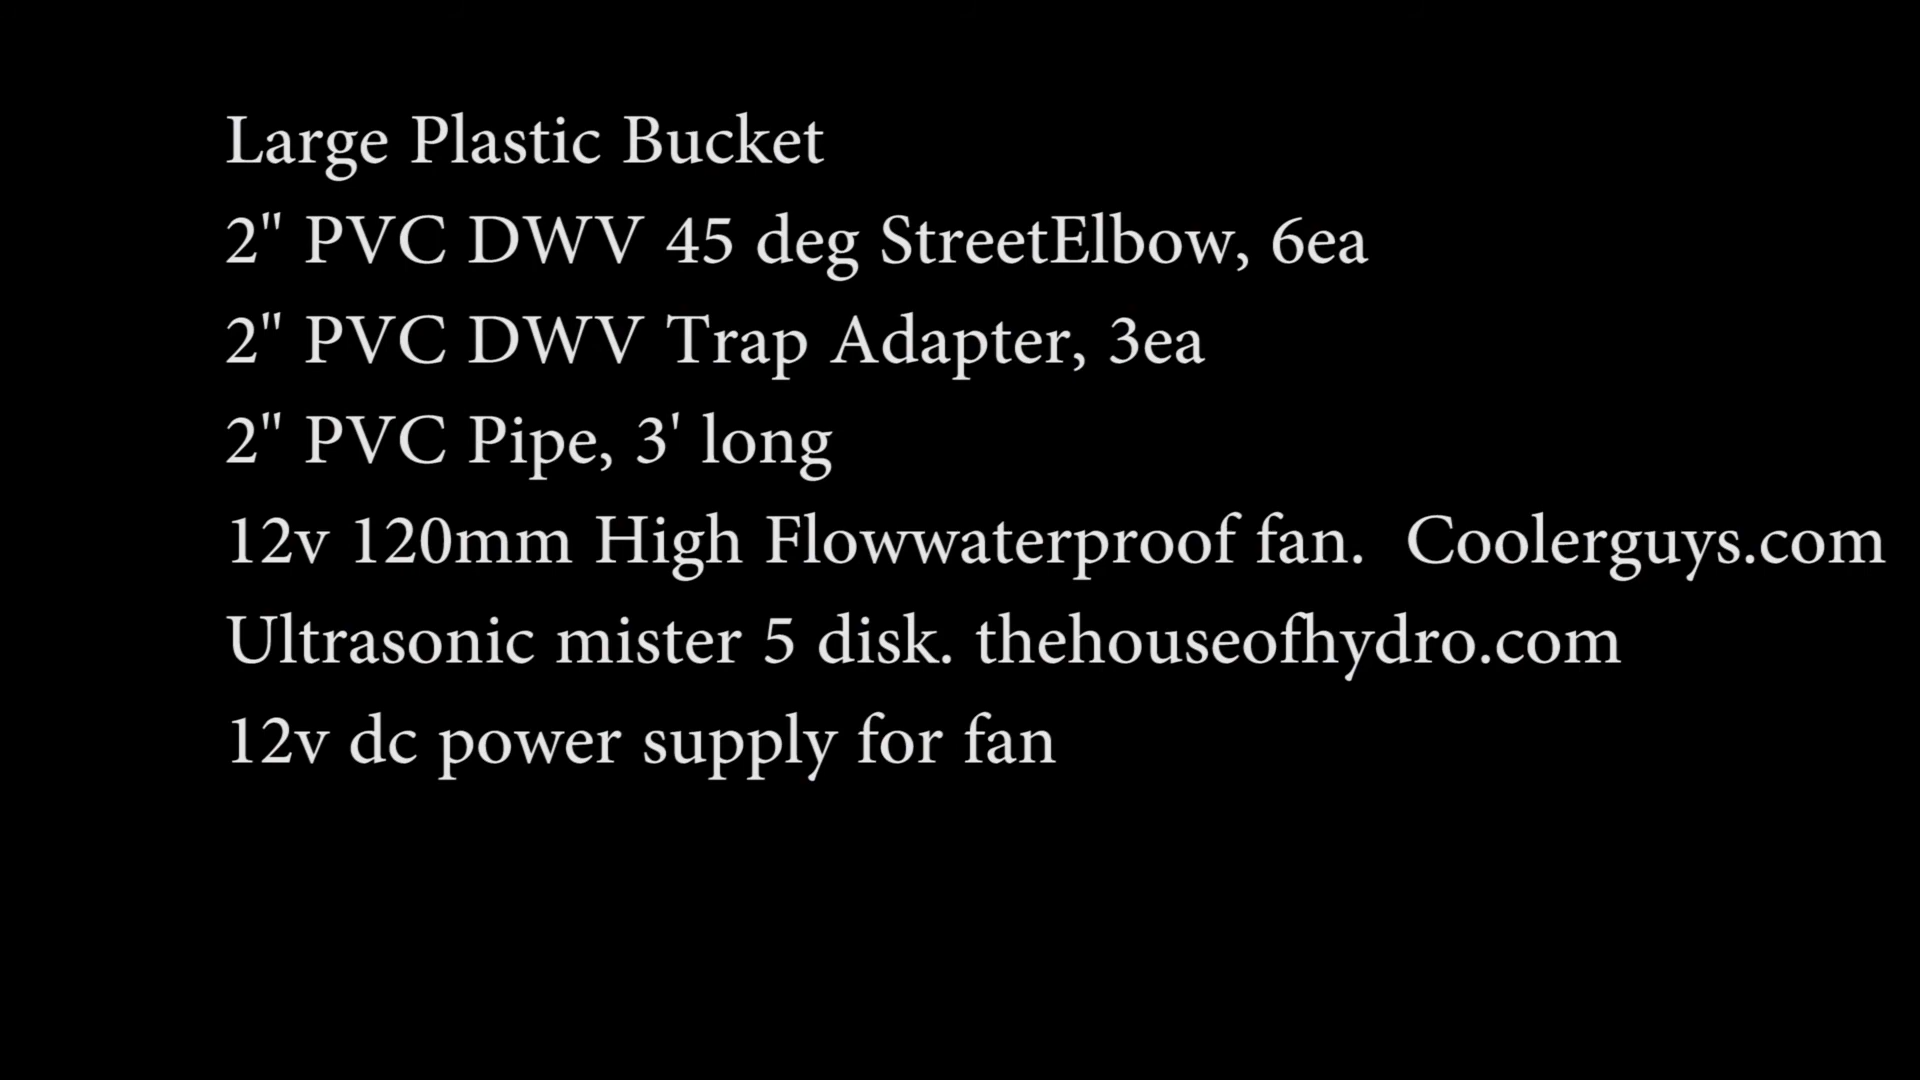 Large Plastic Bucket
2" PVC DWV 45 deg StreetElbow, 6ea
2" PVC DWV Trap Adapter, 3ea
2" PVC Pipe, 3' long
12v 120mm High Flowwaterproof fan.  Coolerguys.com
Ultrasonic mister 5 disk. thehouseofhydro.com
12v dc power supply for fan